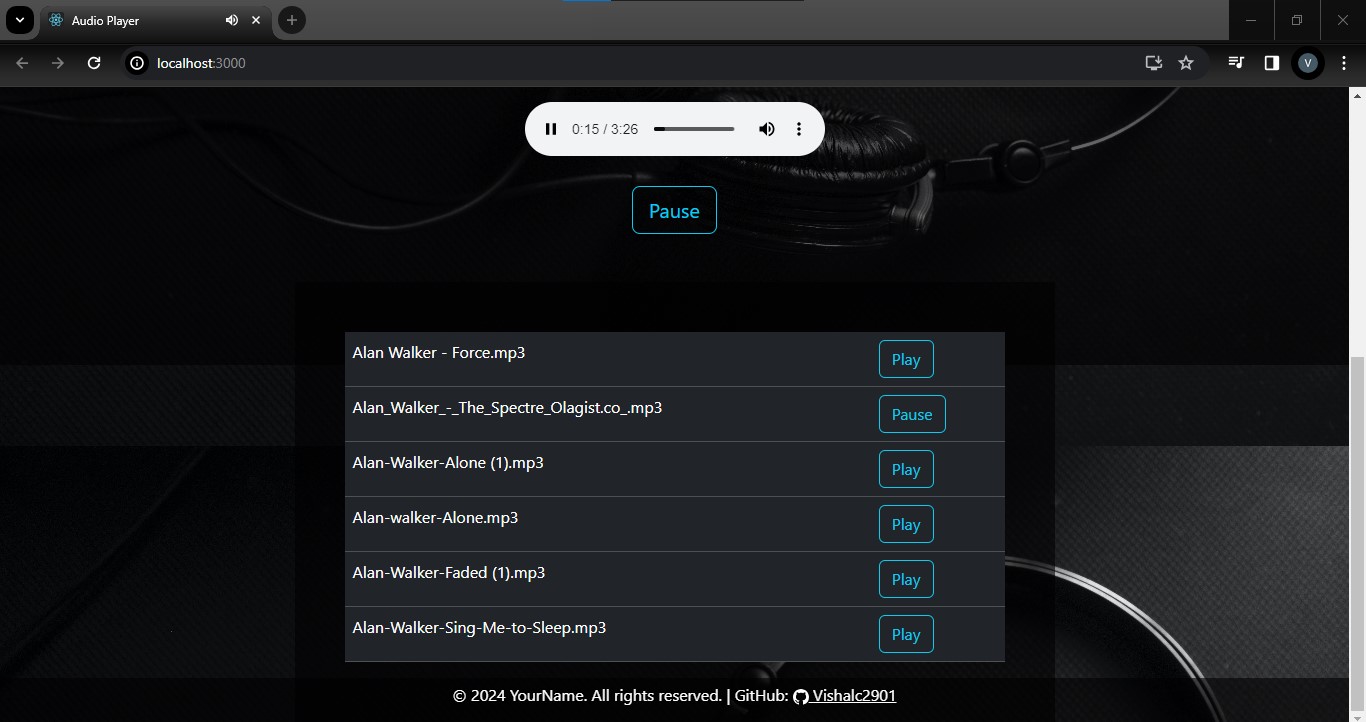 Audio Player
localhost:3000
V
0:15 / 3:26
Pause
Alan Walker - Force.mp3 Play
Alan_Walker_-_The_Spectre_Olagist.co_.mp3 Pause
Alan-Walker-Alone (1).mp3 Play
Alan-walker-Alone.mp3 Play
Alan-Walker-Faded (1).mp3 Play
Alan-Walker-Sing-Me-to-Sleep.mp3 Play
© 2024 YourName. All rights reserved. | GitHub: Vishalc2901